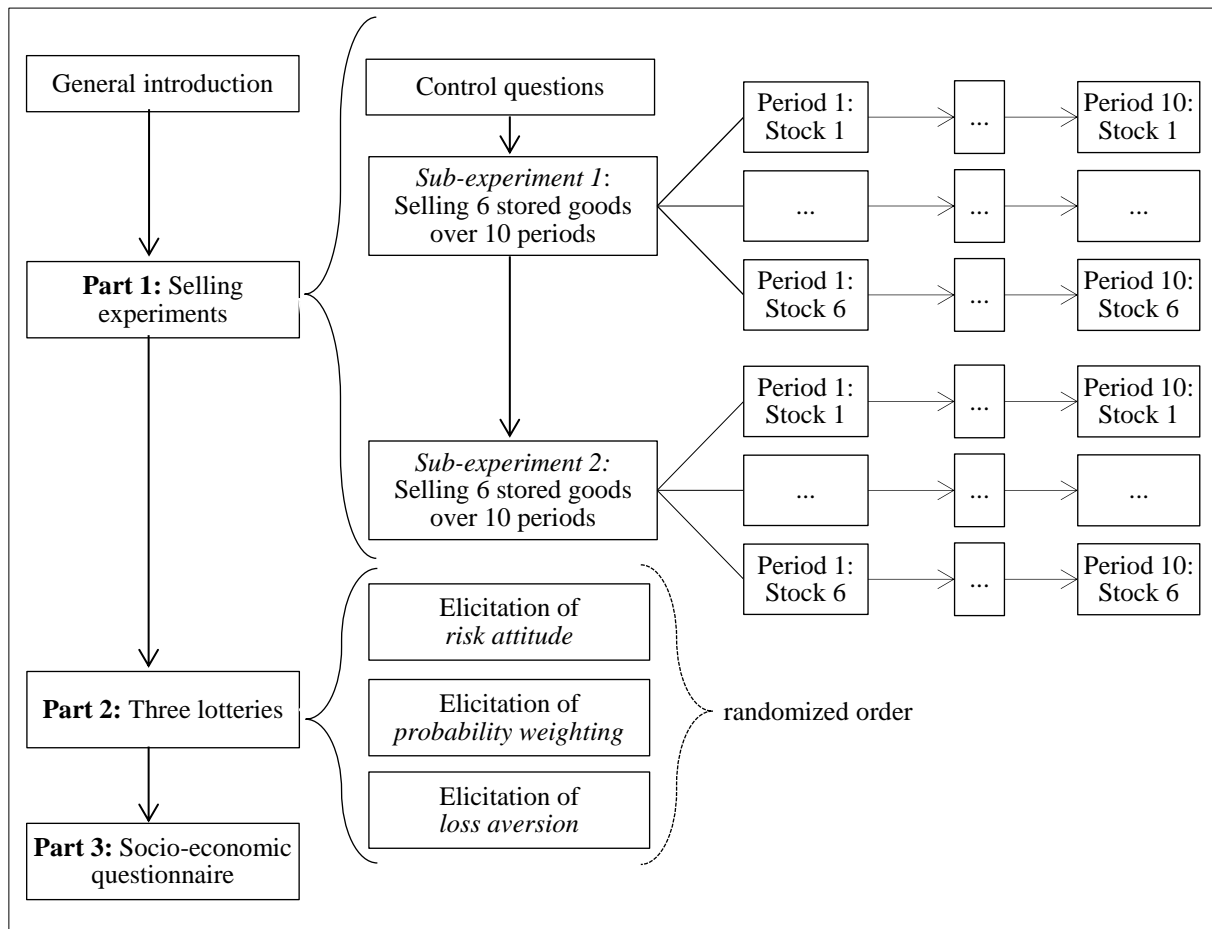 General introduction
Part 1: Selling
experiments
Part 2: Three lotteries
Part 3: Socio-economic
questionnaire
Control questions
Sub-experiment 1:
Selling 6 stored goods
over 10 periods
Period 1:
Stock 1
...
Period 10:
Stock 1
...
...
...
Period 1:
Stock 6
...
Period 10:
Stock 6
Sub-experiment 2:
Selling 6 stored goods
over 10 periods
Period 1:
Stock 1
...
Period 10:
Stock 1
...
...
...
Period 1:
Stock 6
...
Period 10:
Stock 6
Elicitation of
risk attitude
Elicitation of
probability weighting
Elicitation of
loss aversion
randomized order